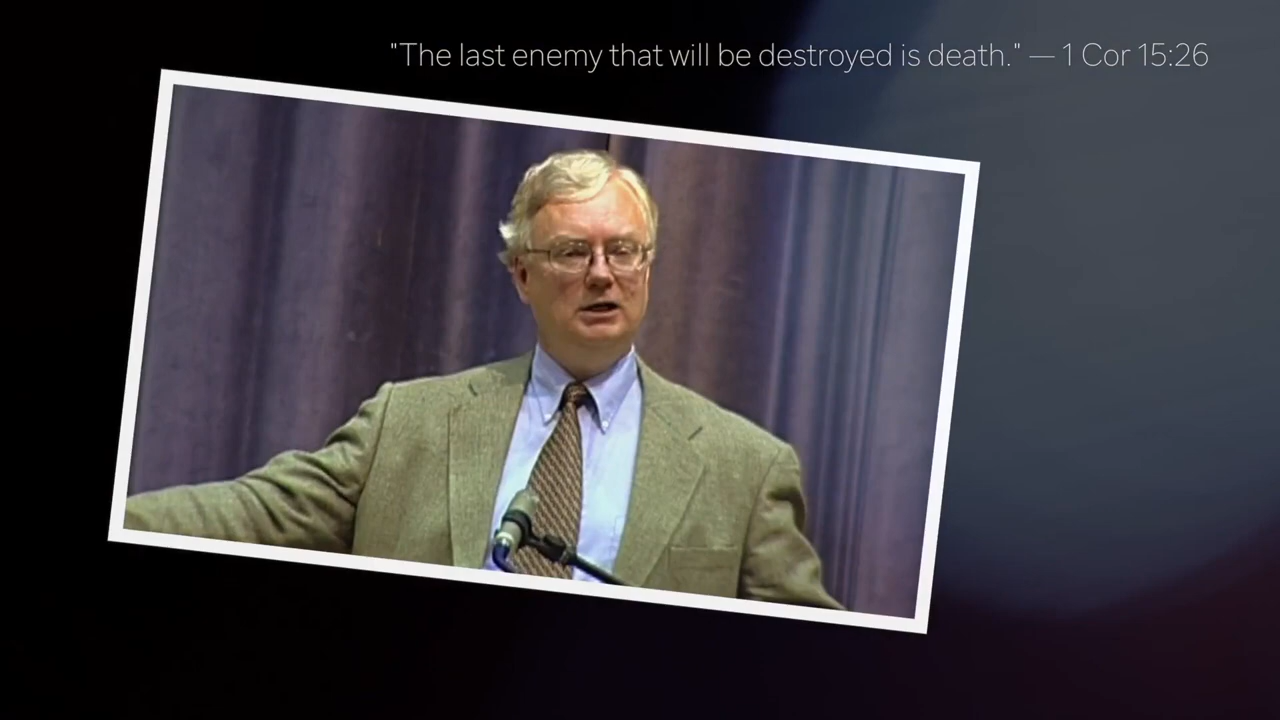 "The last enemy that will be destroyed is death." — 1 Cor 15:26